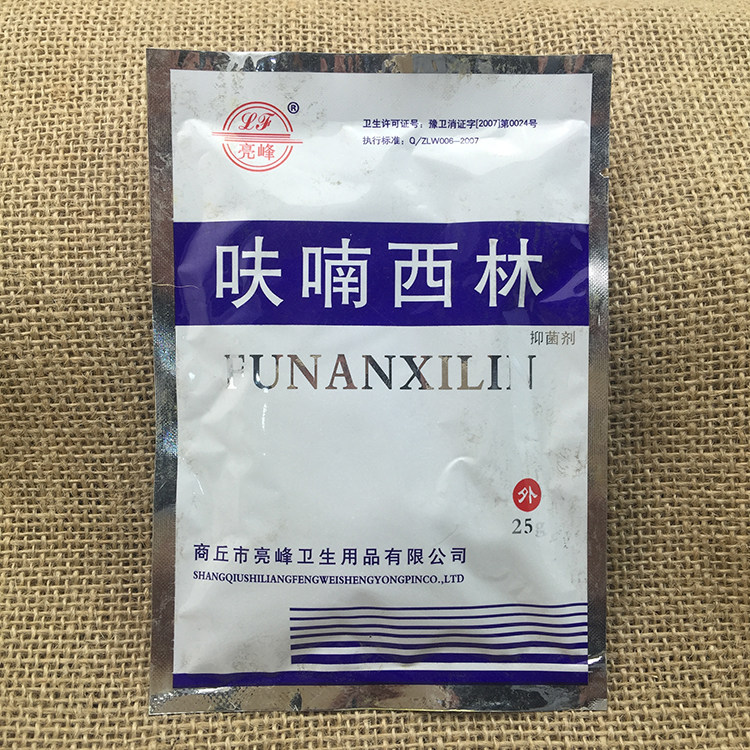 LF
亮峰
®
卫生许可证号：豫卫消证字[2007]第0024号
执行标准：Q/ZLW006-2007
呋喃西林
抑菌剂
FUNANXILIN
外
25g
商丘市亮峰卫生用品有限公司
SHANGQIUSHILIANGFENGWEISHENGYONGPINCO.,LTD